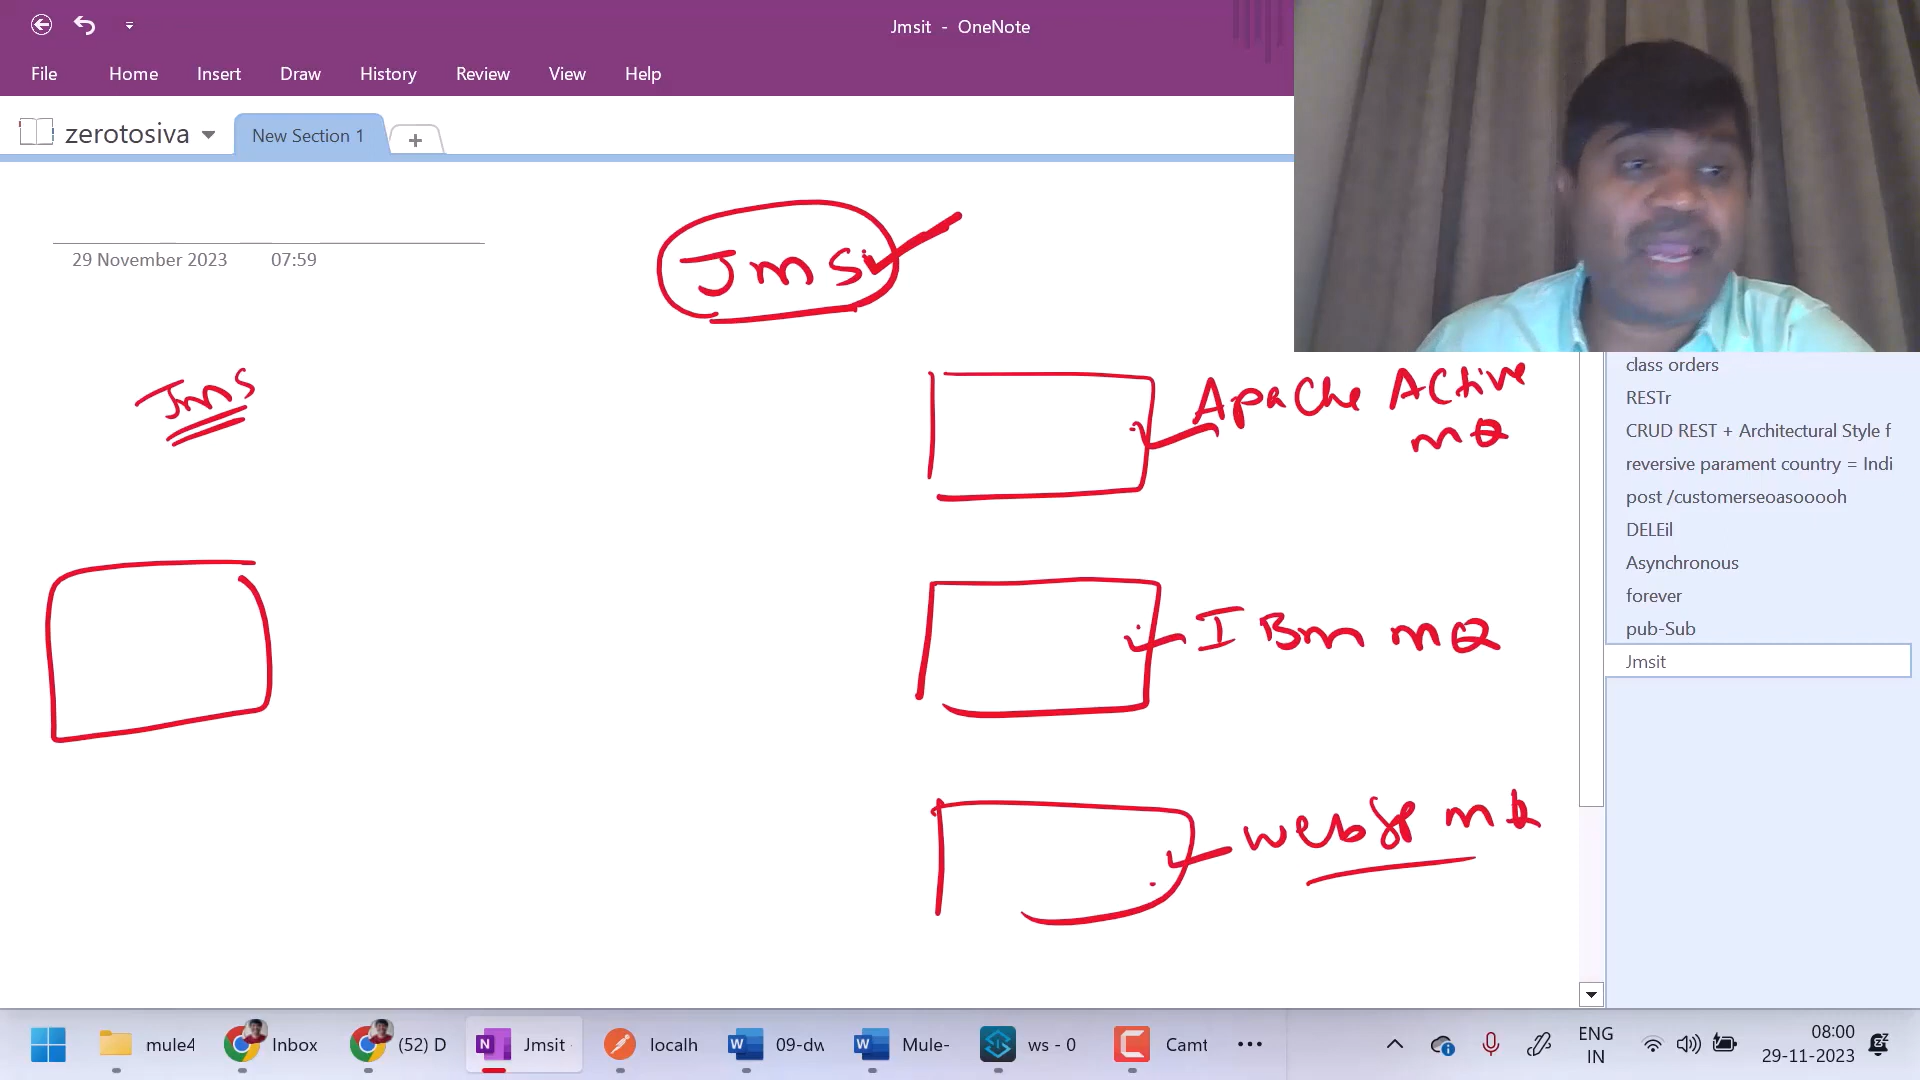 Jmsit - OneNote
File Home Insert Draw History Review View Help
zerotosiva
New Section 1
+
29 November 2023 07:59
Jms
Jms
Apache Active
mQ
IBm mQ
mQ
class orders
RESTr
CRUD REST + Architectural Style f
reversive parament country = Indi
post /customerseoasooooh
DELEil
Asynchronous
forever
pub-Sub
Jmsit
mule4
Inbox
(52) D
Jmsit
localh
09-dw
Mule-
ws - 0
Camt
ENG
IN
08:00
29-11-2023